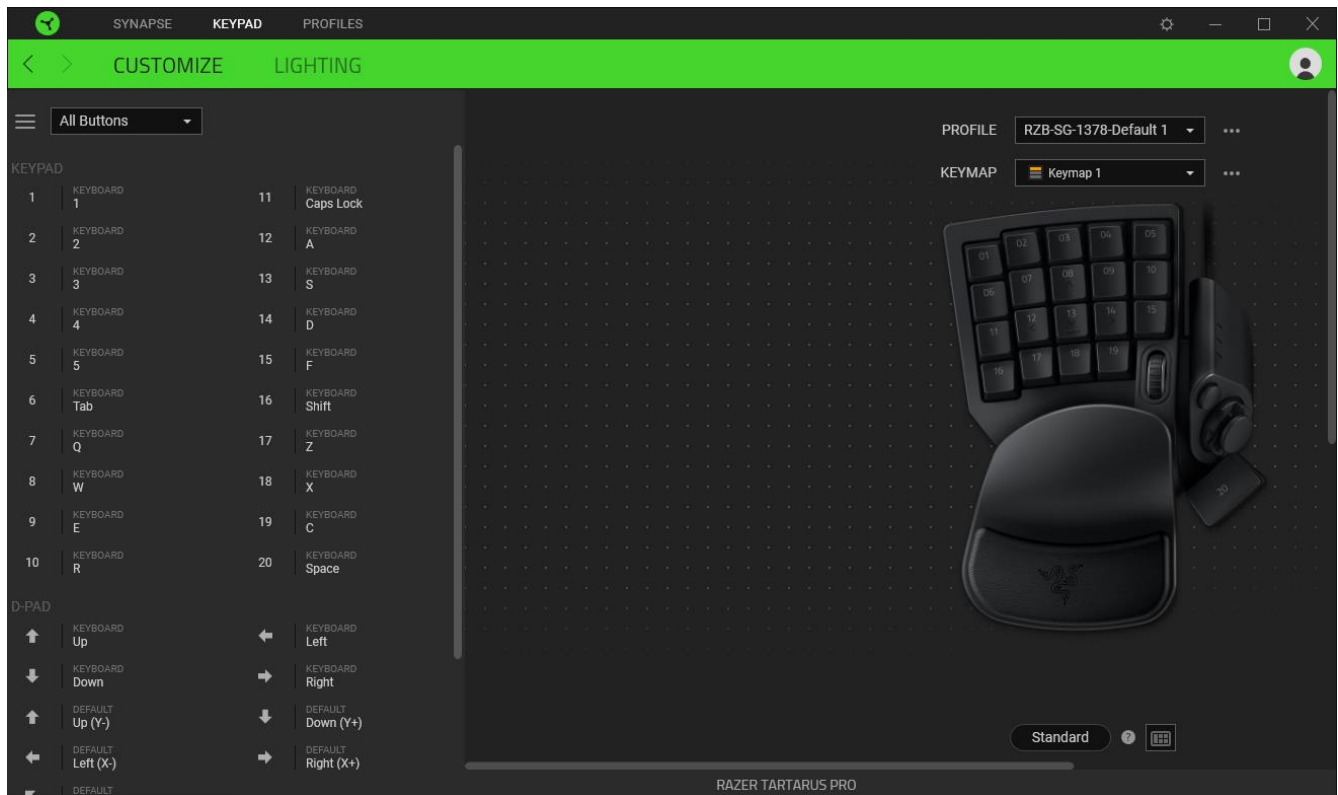 SYNAPSE KEYPAD PROFILES
CUSTOMIZE LIGHTING
All Buttons
PROFILE RZB-SG-1378-Default 1
KEYMAP Keymap 1
KEYPAD
1 KEYBOARD 1 11 KEYBOARD Caps Lock
2 KEYBOARD 2 12 KEYBOARD A
3 KEYBOARD 3 13 KEYBOARD S
4 KEYBOARD 4 14 KEYBOARD D
5 KEYBOARD 5 15 KEYBOARD F
6 KEYBOARD Tab 16 KEYBOARD Shift
7 KEYBOARD Q 17 KEYBOARD Z
8 KEYBOARD W 18 KEYBOARD X
9 KEYBOARD E 19 KEYBOARD C
10 KEYBOARD R 20 KEYBOARD Space
D-PAD
KEYBOARD Up KEYBOARD Left
KEYBOARD Down KEYBOARD Right
DEFAULT Up (Y-) DEFAULT Down (Y+)
DEFAULT Left (X-) DEFAULT Right (X+)
DEFAULT
01 02 03 04 05
06 07 08 09 10
11 12 13 14 15
16 17 18 19
20
Standard ?
RAZER TARTARUS PRO